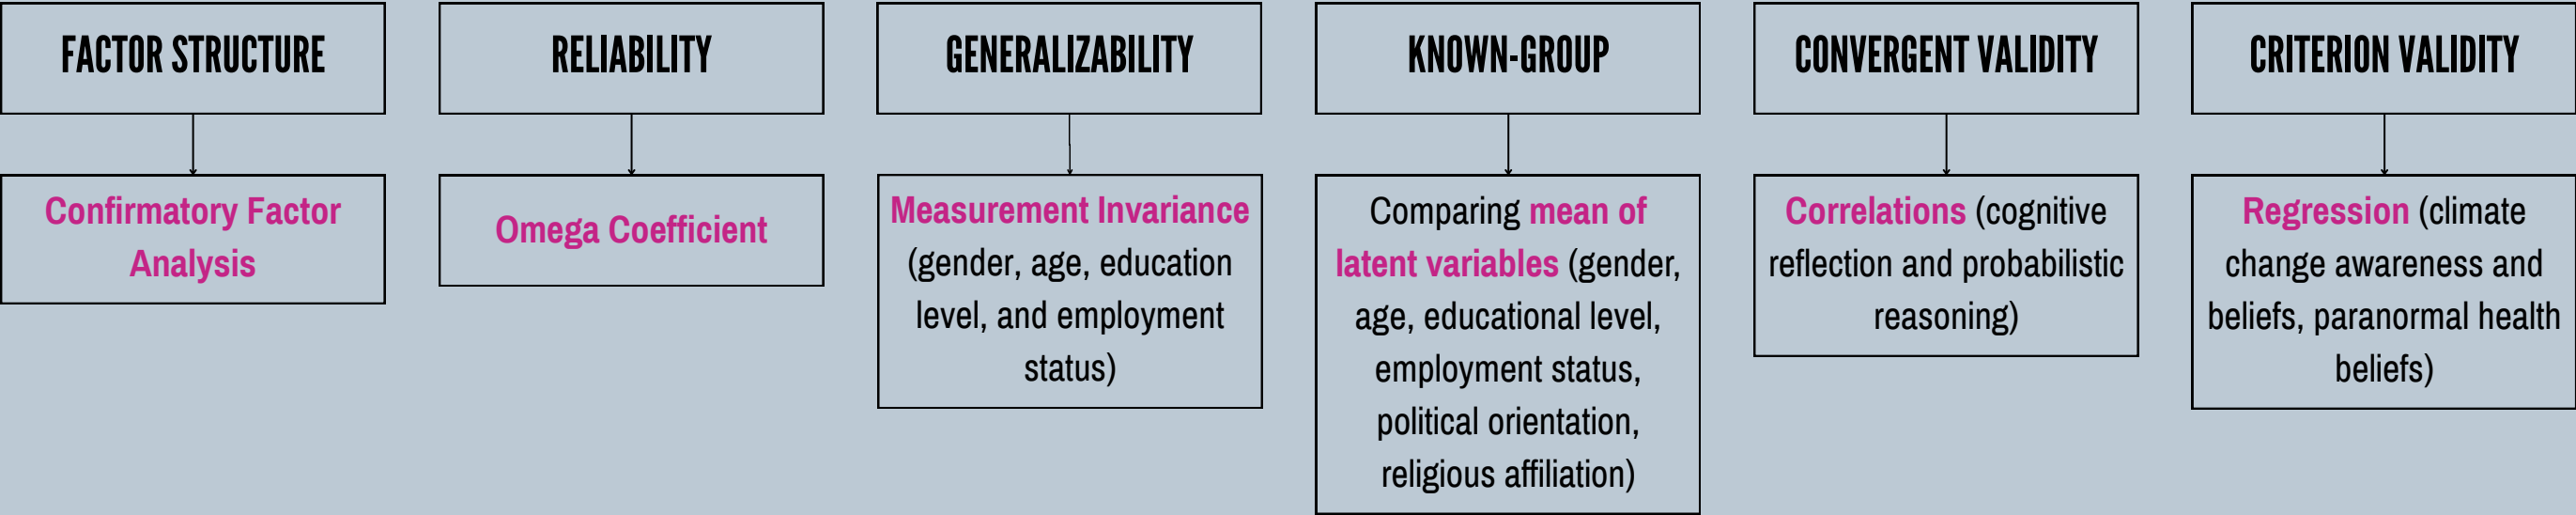 FACTOR STRUCTURE
Confirmatory Factor
Analysis
RELIABILITY
Omega Coefficient
GENERALIZABILITY
Measurement Invariance
(gender, age, education
level, and employment
status)
KNOWN-GROUP
Comparing mean of
latent variables (gender,
age, educational level,
employment status,
political orientation,
religious affiliation)
CONVERGENT VALIDITY
Correlations (cognitive
reflection and probabilistic
reasoning)
CRITERION VALIDITY
Regression (climate
change awareness and
beliefs, paranormal health
beliefs)